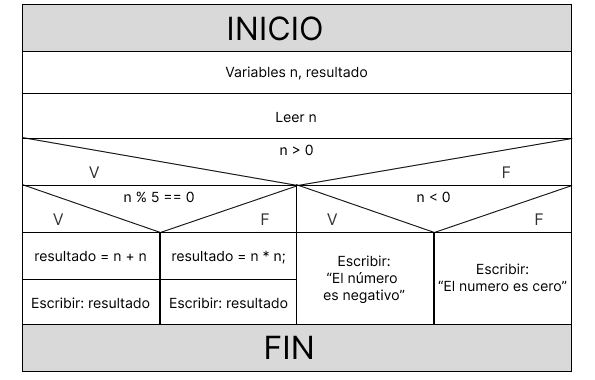 INICIO
Variables n, resultado
Leer n
n > 0
V
F
n % 5 == 0
n < 0
V
F
V
F
resultado = n + n
resultado = n * n;
Escribir:
“El número
es negativo”
Escribir:
“El numero es cero”
Escribir: resultado
Escribir: resultado
FIN